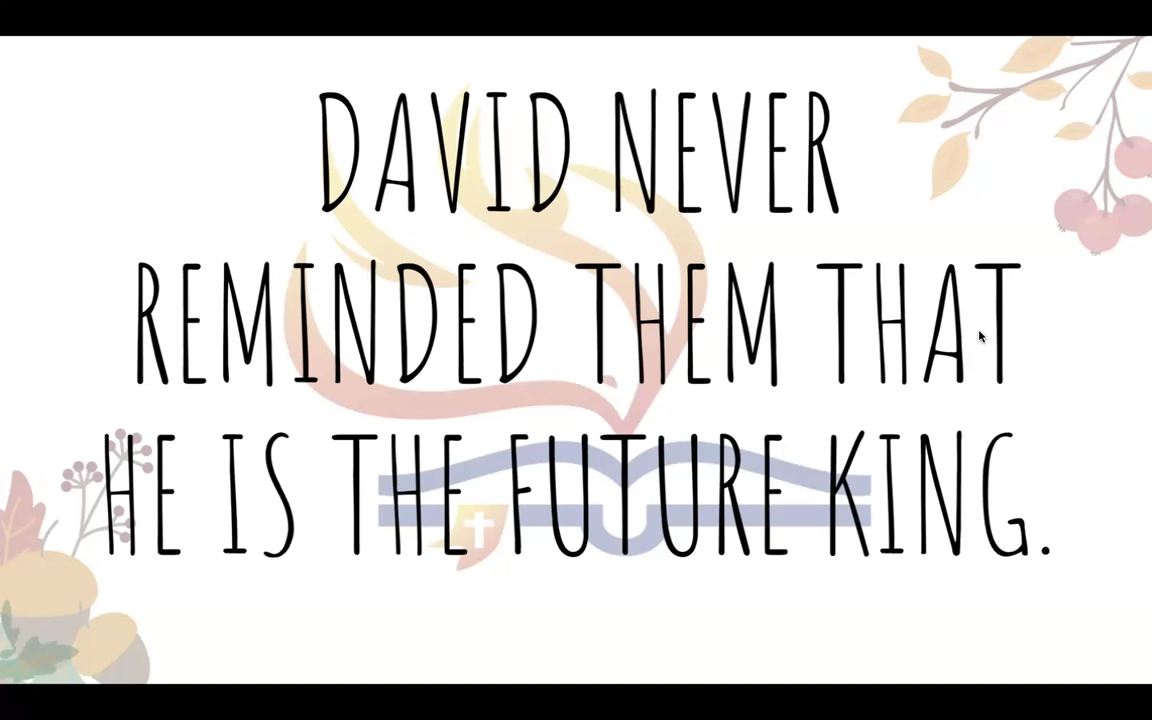 DAVID NEVER
REMINDED THEM THAT
HE IS THE FUTURE KING.